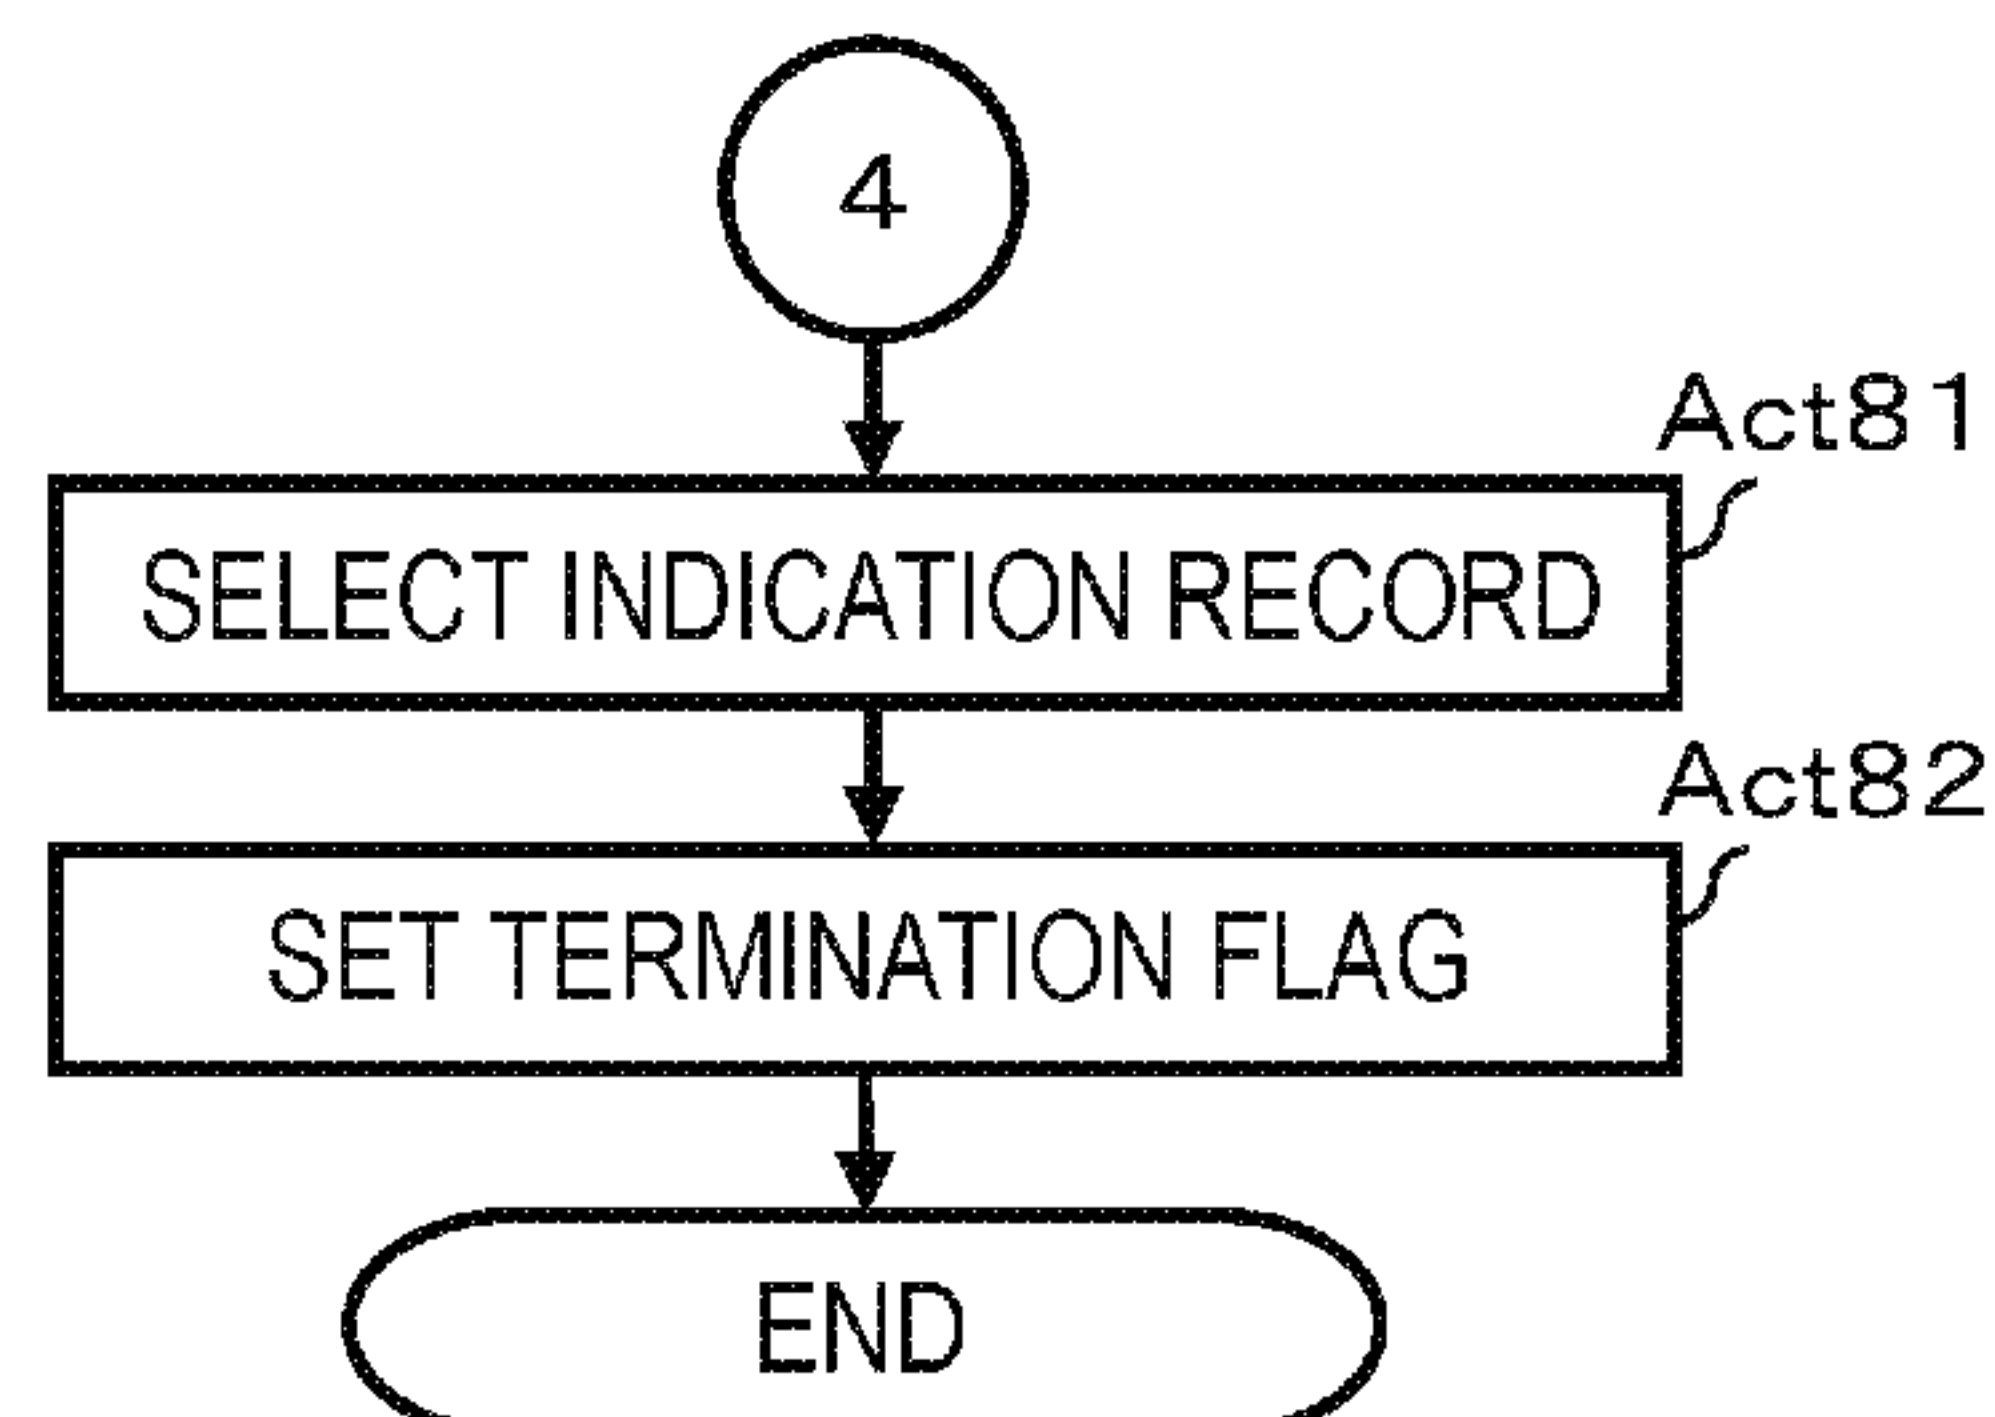 4
Act81
SELECT INDICATION RECORD
Act82
SET TERMINATION FLAG
END